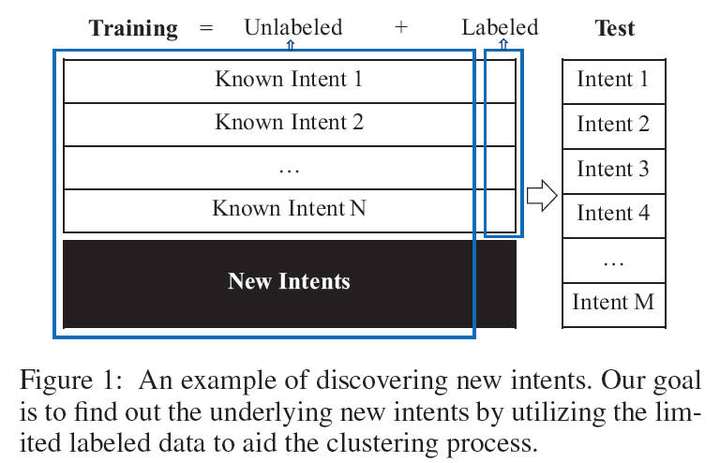 Training = Unlabeled + Labeled Test
Known Intent 1
Known Intent 2
...
Known Intent N
New Intents
Intent 1
Intent 2
Intent 3
Intent 4
...
Intent M
Figure 1: An example of discovering new intents. Our goal
is to find out the underlying new intents by utilizing the lim-
ited labeled data to aid the clustering process.